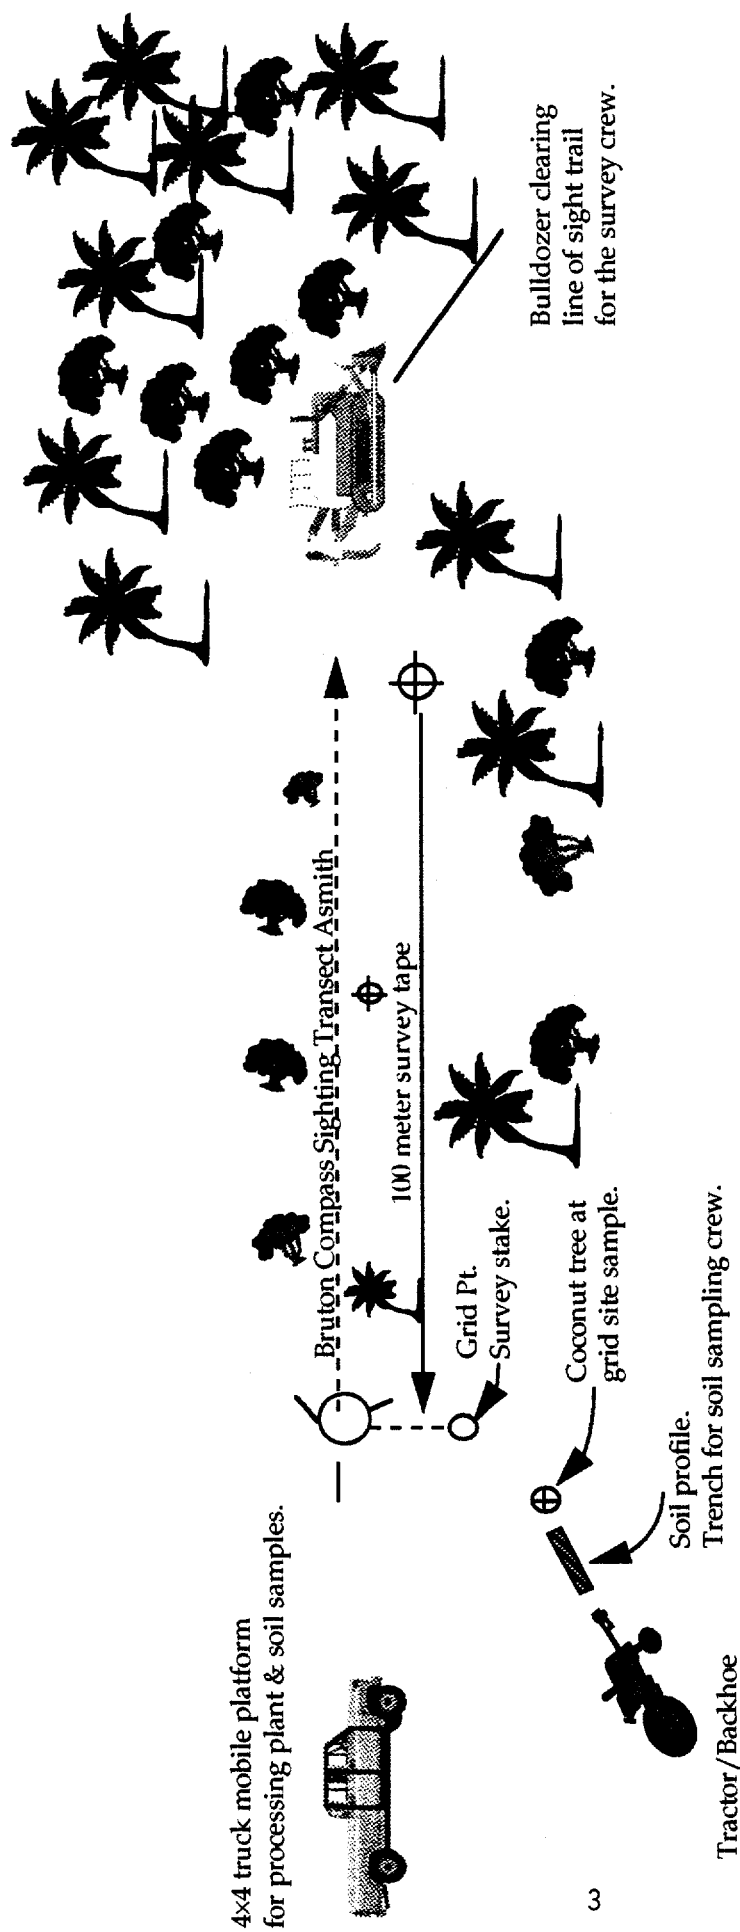 4x4 truck mobile platform
for processing plant & soil samples.
Bruton Compass Sighting Transect Asmith
100 meter survey tape
Bulldozer clearing
line of sight trail
for the survey crew.
Grid Pt.
Survey stake.
Coconut tree at
grid site sample.
Soil profile.
Trench for soil sampling crew.
Tractor/Backhoe
3